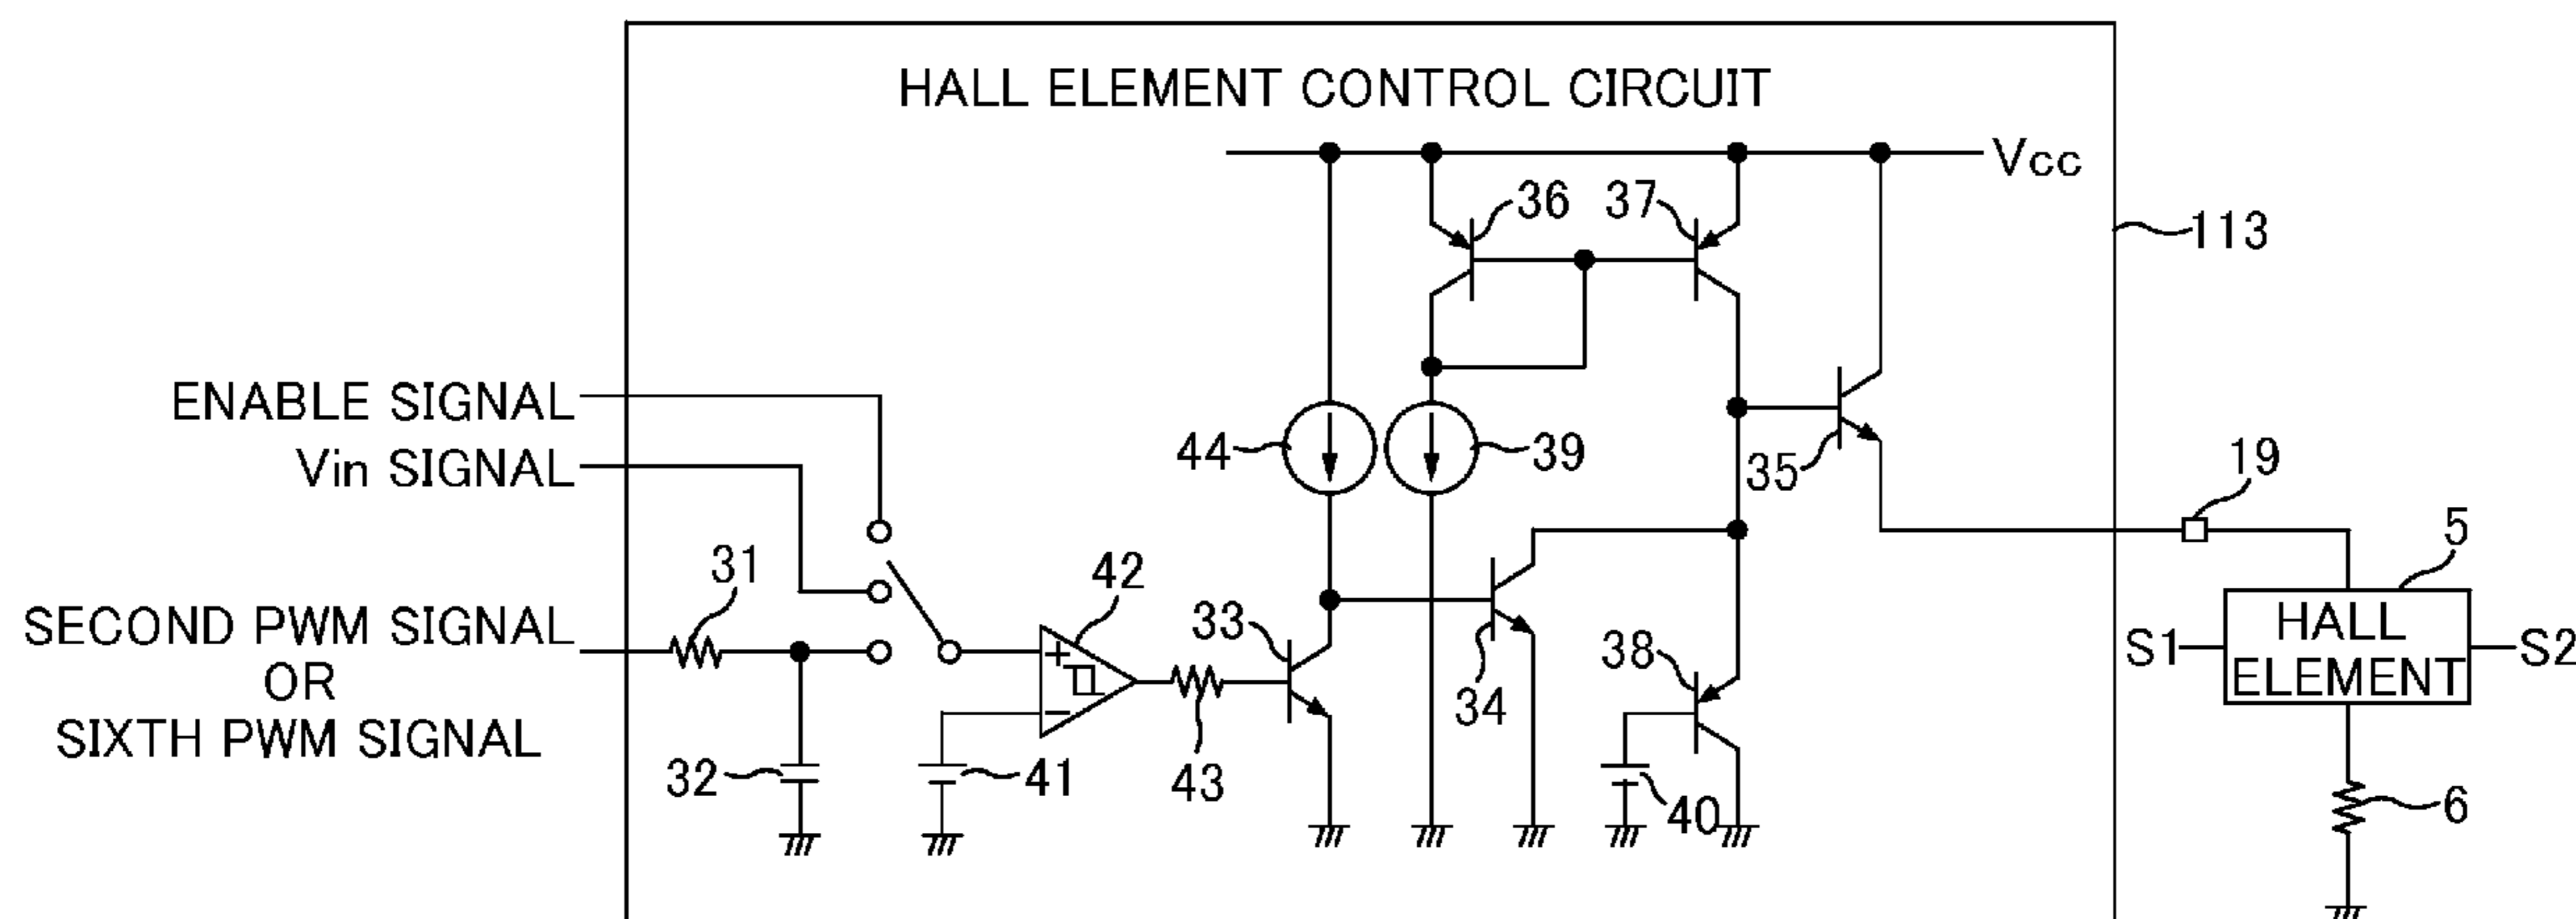 HALL ELEMENT CONTROL CIRCUIT
Vcc
36
37
113
ENABLE SIGNAL
Vin SIGNAL
44
39
35
19
5
31
42
SECOND PWM SIGNAL
OR
SIXTH PWM SIGNAL
33
34
38
S1
HALL
ELEMENT
S2
32
41
43
40
6